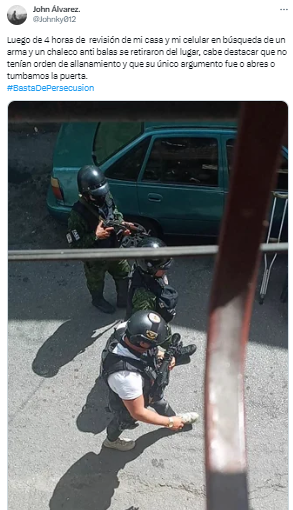 John Álvarez.
@Johnky012
Luego de 4 horas de revisión de mi casa y mi celular en búsqueda de un
arma y un chaleco anti balas se retiraron del lugar, cabe destacar que no
tenían orden de allanamiento y que su único argumento fue o abres o
tumbamos la puerta.
#BastaDePersecusion